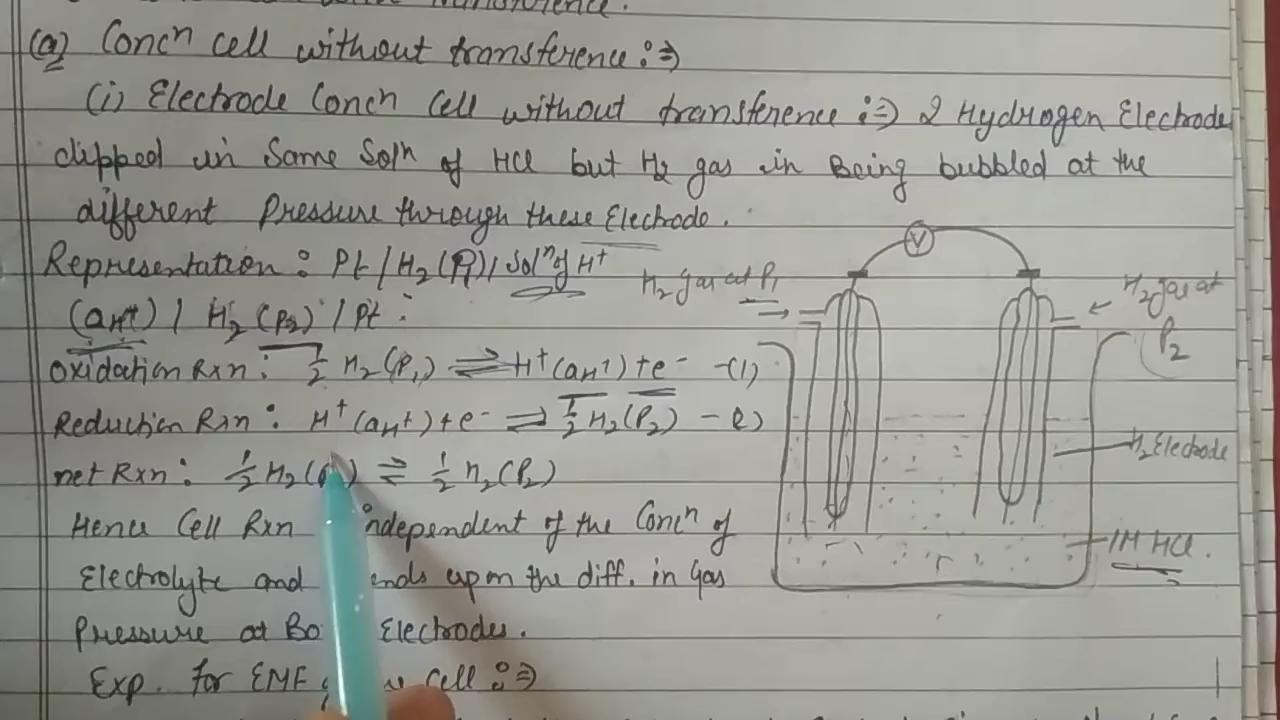 (a) Concn cell without transference :⇒
(i) Electrode Concn Cell without transference :⇒ 2 Hydrogen Electrode
dipped in Same Soln of HCl but H2 gas in Being bubbled at the
different Pressure through these Electrode.
Representation : Pt / H2 (P1) / Soln of H+
(aH+) / H2 (P2) / Pt :
Oxidation Rxn : 1/2 H2 (P1) ⇌ H+ (aH+) + e- -(1)
Reduction Rxn : H+ (aH+) + e- ⇌ 1/2 H2 (P2) - 2)
net Rxn : 1/2 H2 ( ) ⇌ 1/2 H2 (P2)
Hence Cell Rxn independent of the Concn of
Electrolyte and upon the diff. in Gas
Pressure at Electrodes.
Exp. for EMF Cell :⇒
V
H2 gas at P1
H2 gas at
P2
H2 Electrode
1M HCl.